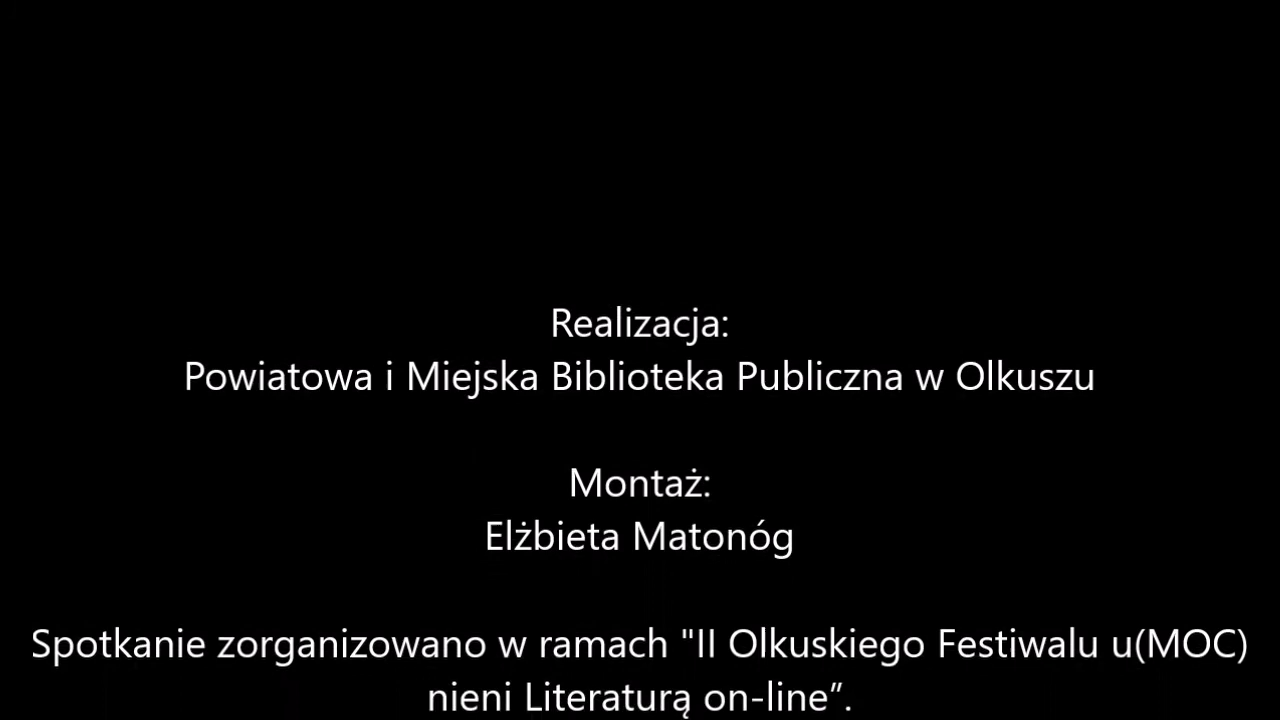 Realizacja:
Powiatowa i Miejska Biblioteka Publiczna w Olkuszu
Montaż:
Elżbieta Matonóg
Spotkanie zorganizowano w ramach "II Olkuskiego Festiwalu u(MOC)
nieni Literaturą on-line”.